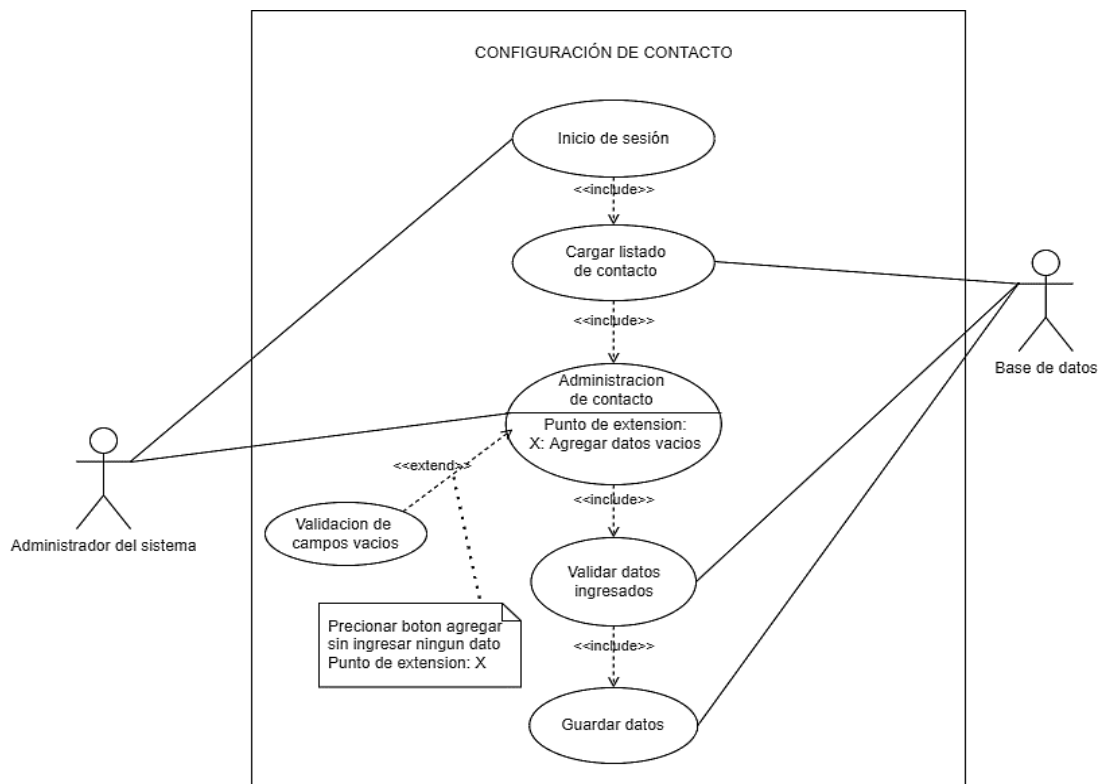 CONFIGURACIÓN DE CONTACTO
Inicio de sesión
<<include>>
Cargar listado
de contacto
<<include>>
Base de datos
Administracion
de contacto
Punto de extension:
X: Agregar datos vacios
<<extend>>
<<include>>
Administrador del sistema
Validacion de
campos vacios
Validar datos
ingresados
Precionar boton agregar
sin ingresar ningun dato
Punto de extension: X
<<include>>
Guardar datos